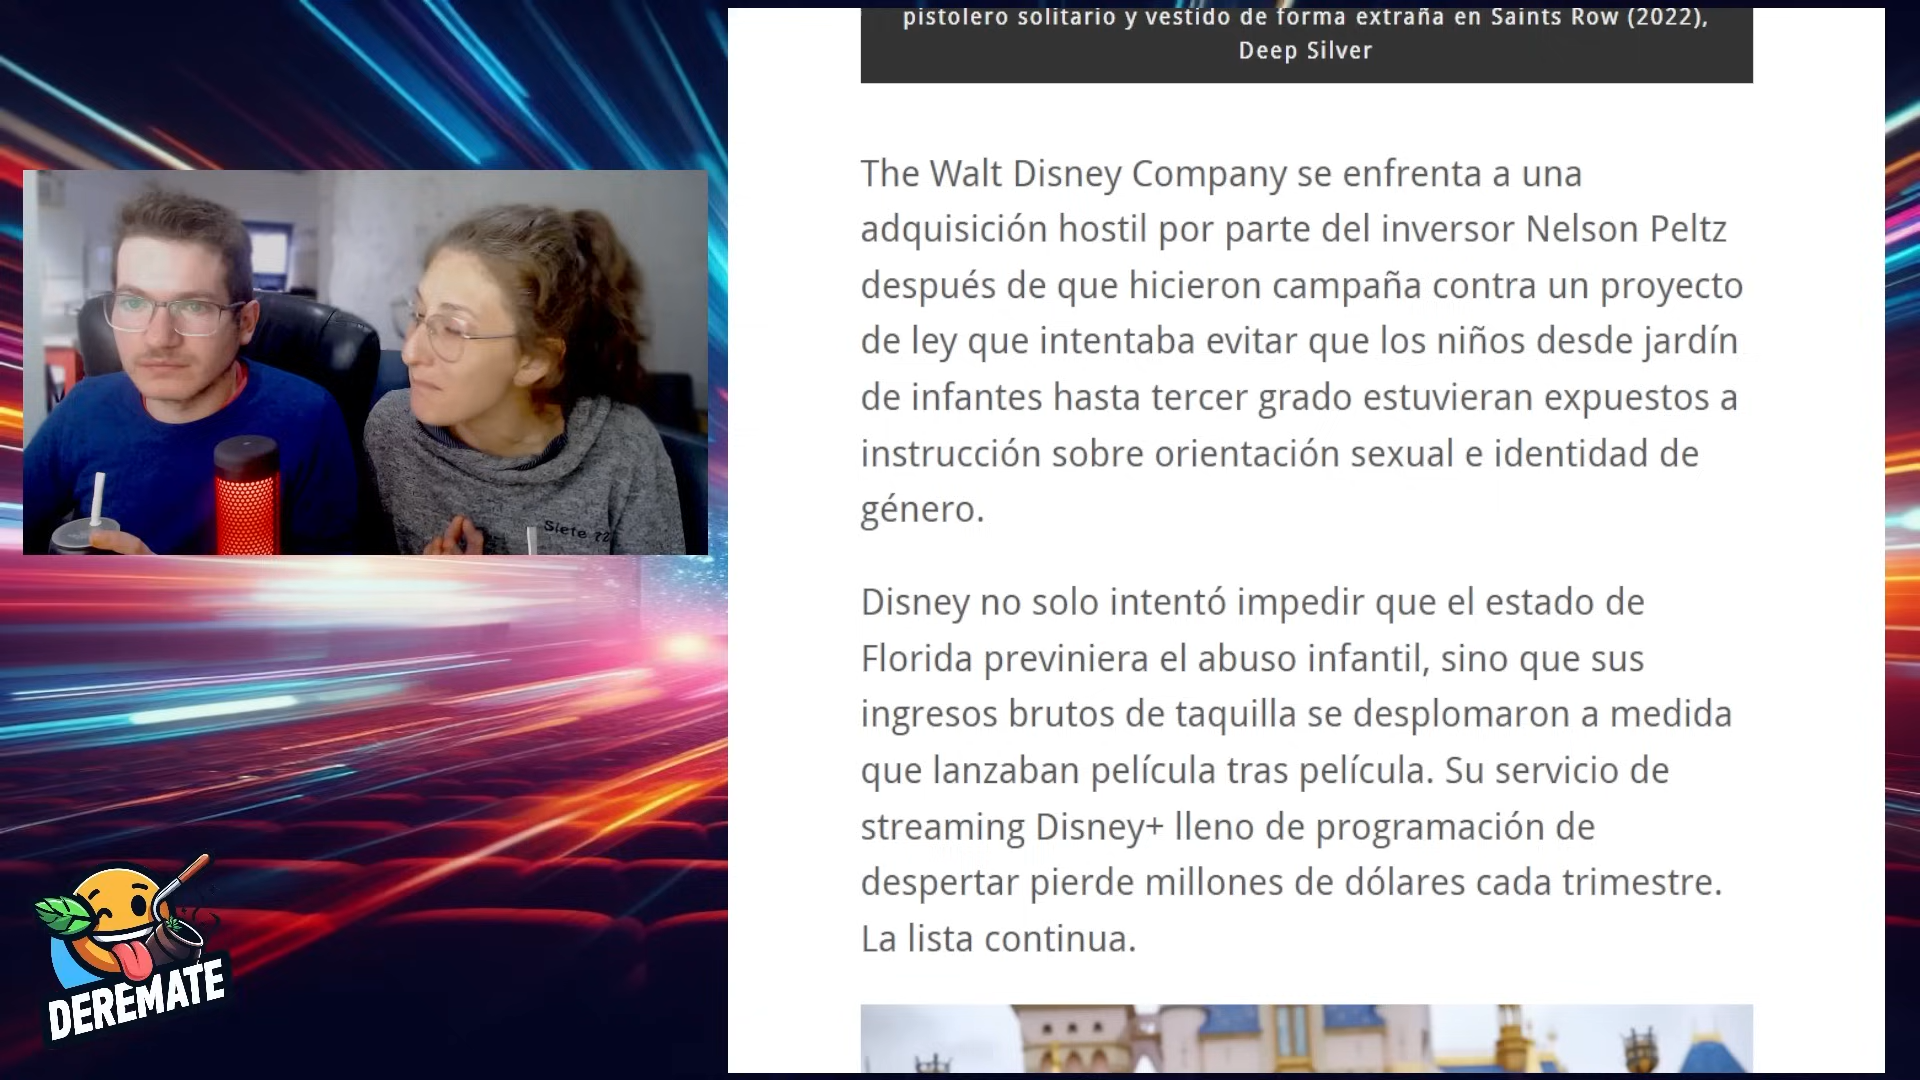 pistolero solitario y vestido de forma extraña en Saints Row (2022),
Deep Silver
The Walt Disney Company se enfrenta a una
adquisición hostil por parte del inversor Nelson Peltz
después de que hicieron campaña contra un proyecto
de ley que intentaba evitar que los niños desde jardín
de infantes hasta tercer grado estuvieran expuestos a
instrucción sobre orientación sexual e identidad de
género.
Disney no solo intentó impedir que el estado de
Florida previniera el abuso infantil, sino que sus
ingresos brutos de taquilla se desplomaron a medida
que lanzaban película tras película. Su servicio de
streaming Disney+ lleno de programación de
despertar pierde millones de dólares cada trimestre.
La lista continua.
Siete 72
DEREMATE